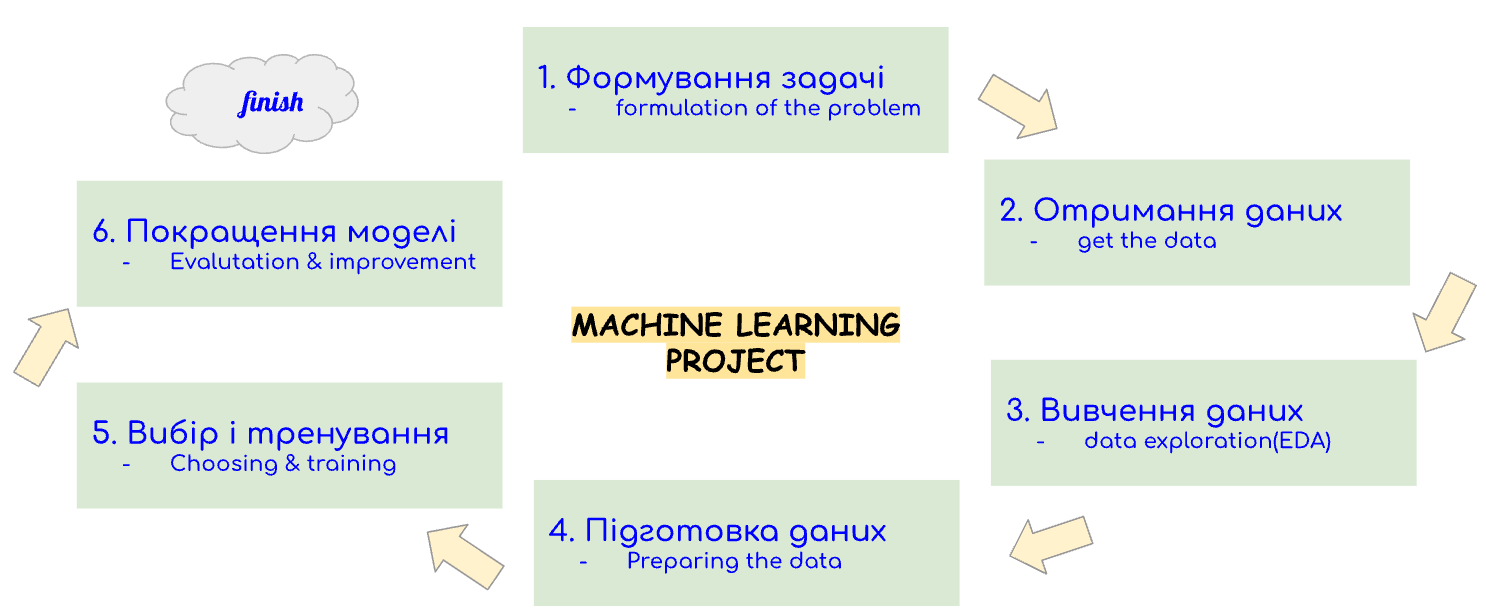 finish
1. Формування задачі
- formulation of the problem
2. Отримання даних
- get the data
3. Вивчення даних
- data exploration(EDA)
4. Підготовка даних
- Preparing the data
5. Вибір і тренування
- Choosing & training
6. Покращення моделі
- Evalutation & improvement
MACHINE LEARNING
PROJECT